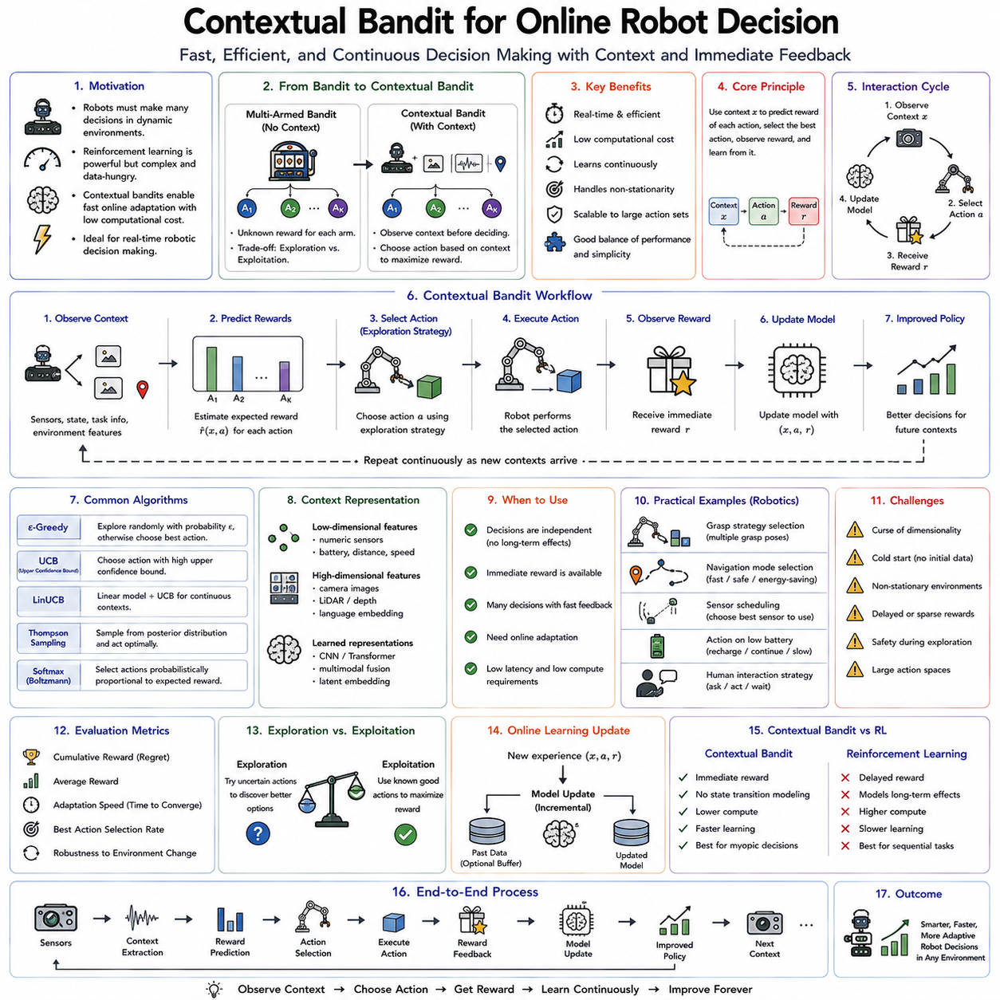 Contextual Bandit for Online Robot Decision
Fast, Efficient, and Continuous Decision Making with Context and Immediate Feedback
1. Motivation
• Robots must make many
decisions in dynamic
environments.
• Reinforcement learning is
powerful but complex and
data-hungry.
• Contextual bandits enable
fast online adaptation with
low computational cost.
• Ideal for real-time robotic
decision making.
2. From Bandit to Contextual Bandit
Multi-Armed Bandit
(No Context)
A1 A2 ... AK
• Unknown reward for each arm.
• Trade-off: Exploration vs.
Exploitation.
Contextual Bandit
(With Context)
A1 A2 ... AK
• Observe context before deciding.
• Choose action based on context
to maximize reward.
3. Key Benefits
Real-time & efficient
Low computational cost
Learns continuously
Handles non-stationarity
Scalable to large action sets
Good balance of performance
and simplicity
4. Core Principle
Use context x to predict reward
of each action, select the best
action, observe reward, and
learn from it.
Context
x
Action
a
Reward
r
5. Interaction Cycle
1. Observe
Context x
2. Select
Action a
3. Receive
Reward r
4. Update
Model
6. Contextual Bandit Workflow
1. Observe Context
Sensors, state, task info,
environment features
2. Predict Rewards
A1 A2 ... AK
Estimate expected reward
r̂(x, a) for each action
3. Select Action
(Exploration Strategy)
Choose action a using
exploration strategy
4. Execute Action
Robot performs
the selected action
5. Observe Reward
Receive immediate
reward r
6. Update Model
Update model with
(x, a, r)
7. Improved Policy
Better decisions for
future contexts
Repeat continuously as new contexts arrive
7. Common Algorithms
ε-Greedy
Explore randomly with probability ε,
otherwise choose best action.
UCB
(Upper Confidence Bound)
Choose action with high upper
confidence bound.
LinUCB
Linear model + UCB for continuous
contexts.
Thompson
Sampling
Sample from posterior distribution
and act optimally.
Softmax
(Boltzmann)
Select actions probabilistically
proportional to expected reward.
8. Context Representation
Low-dimensional features
• numeric sensors
• battery, distance, speed
High-dimensional features
• camera images
• LiDAR / depth
• language embedding
Learned representations
• CNN / Transformer
• multimodal fusion
• latent embedding
9. When to Use
Decisions are independent
(no long-term effects)
Immediate reward is available
Many decisions with fast feedback
Need online adaptation
Low latency and low compute
requirements
10. Practical Examples (Robotics)
Grasp strategy selection
(multiple grasp poses)
Navigation mode selection
(fast / safe / energy-saving)
Sensor scheduling
(choose best sensor to use)
Action on low battery
(recharge / continue / slow)
Human interaction strategy
(ask / act / wait)
11. Challenges
Curse of dimensionality
Cold start (no initial data)
Non-stationary environments
Delayed or sparse rewards
Safety during exploration
Large action spaces
12. Evaluation Metrics
Cumulative Reward (Regret)
Average Reward
Adaptation Speed (Time to Converge)
Best Action Selection Rate
Robustness to Environment Change
13. Exploration vs. Exploitation
Exploration
Try uncertain actions
to discover better
options
?
Exploitation
Use known good
actions to maximize
reward
14. Online Learning Update
New experience (x, a, r)
Model Update
(Incremental)
Past Data
(Optional Buffer)
Updated
Model
15. Contextual Bandit vs RL
Contextual Bandit
Immediate reward
No state transition modeling
Lower compute
Faster learning
Best for myopic decisions
Reinforcement Learning
Delayed reward
Models long-term effects
Higher compute
Slower learning
Best for sequential tasks
16. End-to-End Process
Sensors
Context
Extraction
Reward
Prediction
Action
Selection
Execute
Action
Reward
Feedback
Model
Update
Improved
Policy
Next
Context
...
17. Outcome
Smarter, Faster,
More Adaptive
Robot Decisions
in Any Environment
Observe Context → Choose Action → Get Reward → Learn Continuously → Improve Forever